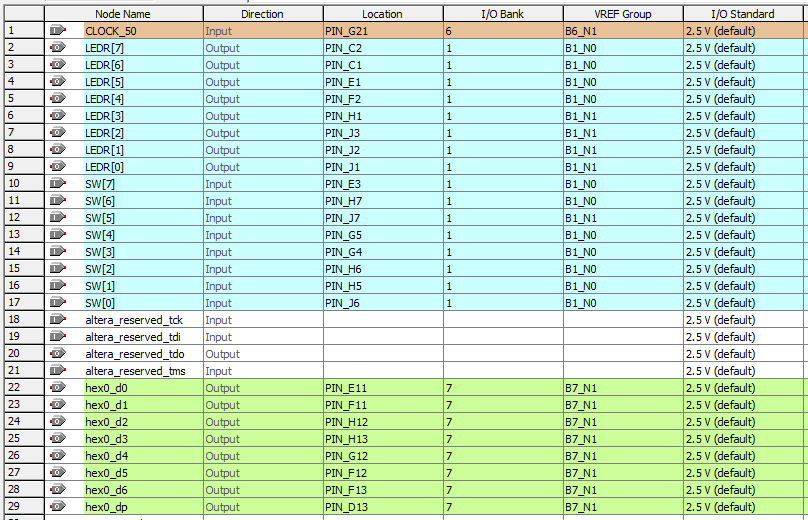 Node Name Direction Location I/O Bank VREF Group I/O Standard
1 CLOCK_50 Input PIN_G21 6 B6_N1 2.5 V (default)
2 LEDR[7] Output PIN_C2 1 B1_N0 2.5 V (default)
3 LEDR[6] Output PIN_C1 1 B1_N0 2.5 V (default)
4 LEDR[5] Output PIN_E1 1 B1_N0 2.5 V (default)
5 LEDR[4] Output PIN_F2 1 B1_N0 2.5 V (default)
6 LEDR[3] Output PIN_H1 1 B1_N1 2.5 V (default)
7 LEDR[2] Output PIN_J3 1 B1_N1 2.5 V (default)
8 LEDR[1] Output PIN_J2 1 B1_N1 2.5 V (default)
9 LEDR[0] Output PIN_J1 1 B1_N1 2.5 V (default)
10 SW[7] Input PIN_E3 1 B1_N0 2.5 V (default)
11 SW[6] Input PIN_H7 1 B1_N0 2.5 V (default)
12 SW[5] Input PIN_J7 1 B1_N1 2.5 V (default)
13 SW[4] Input PIN_G5 1 B1_N0 2.5 V (default)
14 SW[3] Input PIN_G4 1 B1_N0 2.5 V (default)
15 SW[2] Input PIN_H6 1 B1_N0 2.5 V (default)
16 SW[1] Input PIN_H5 1 B1_N0 2.5 V (default)
17 SW[0] Input PIN_J6 1 B1_N0 2.5 V (default)
18 altera_reserved_tck Input 2.5 V (default)
19 altera_reserved_tdi Input 2.5 V (default)
20 altera_reserved_tdo Output 2.5 V (default)
21 altera_reserved_tms Input 2.5 V (default)
22 hex0_d0 Output PIN_E11 7 B7_N1 2.5 V (default)
23 hex0_d1 Output PIN_F11 7 B7_N1 2.5 V (default)
24 hex0_d2 Output PIN_H12 7 B7_N1 2.5 V (default)
25 hex0_d3 Output PIN_H13 7 B7_N1 2.5 V (default)
26 hex0_d4 Output PIN_G12 7 B7_N1 2.5 V (default)
27 hex0_d5 Output PIN_F12 7 B7_N1 2.5 V (default)
28 hex0_d6 Output PIN_F13 7 B7_N1 2.5 V (default)
29 hex0_dp Output PIN_D13 7 B7_N1 2.5 V (default)